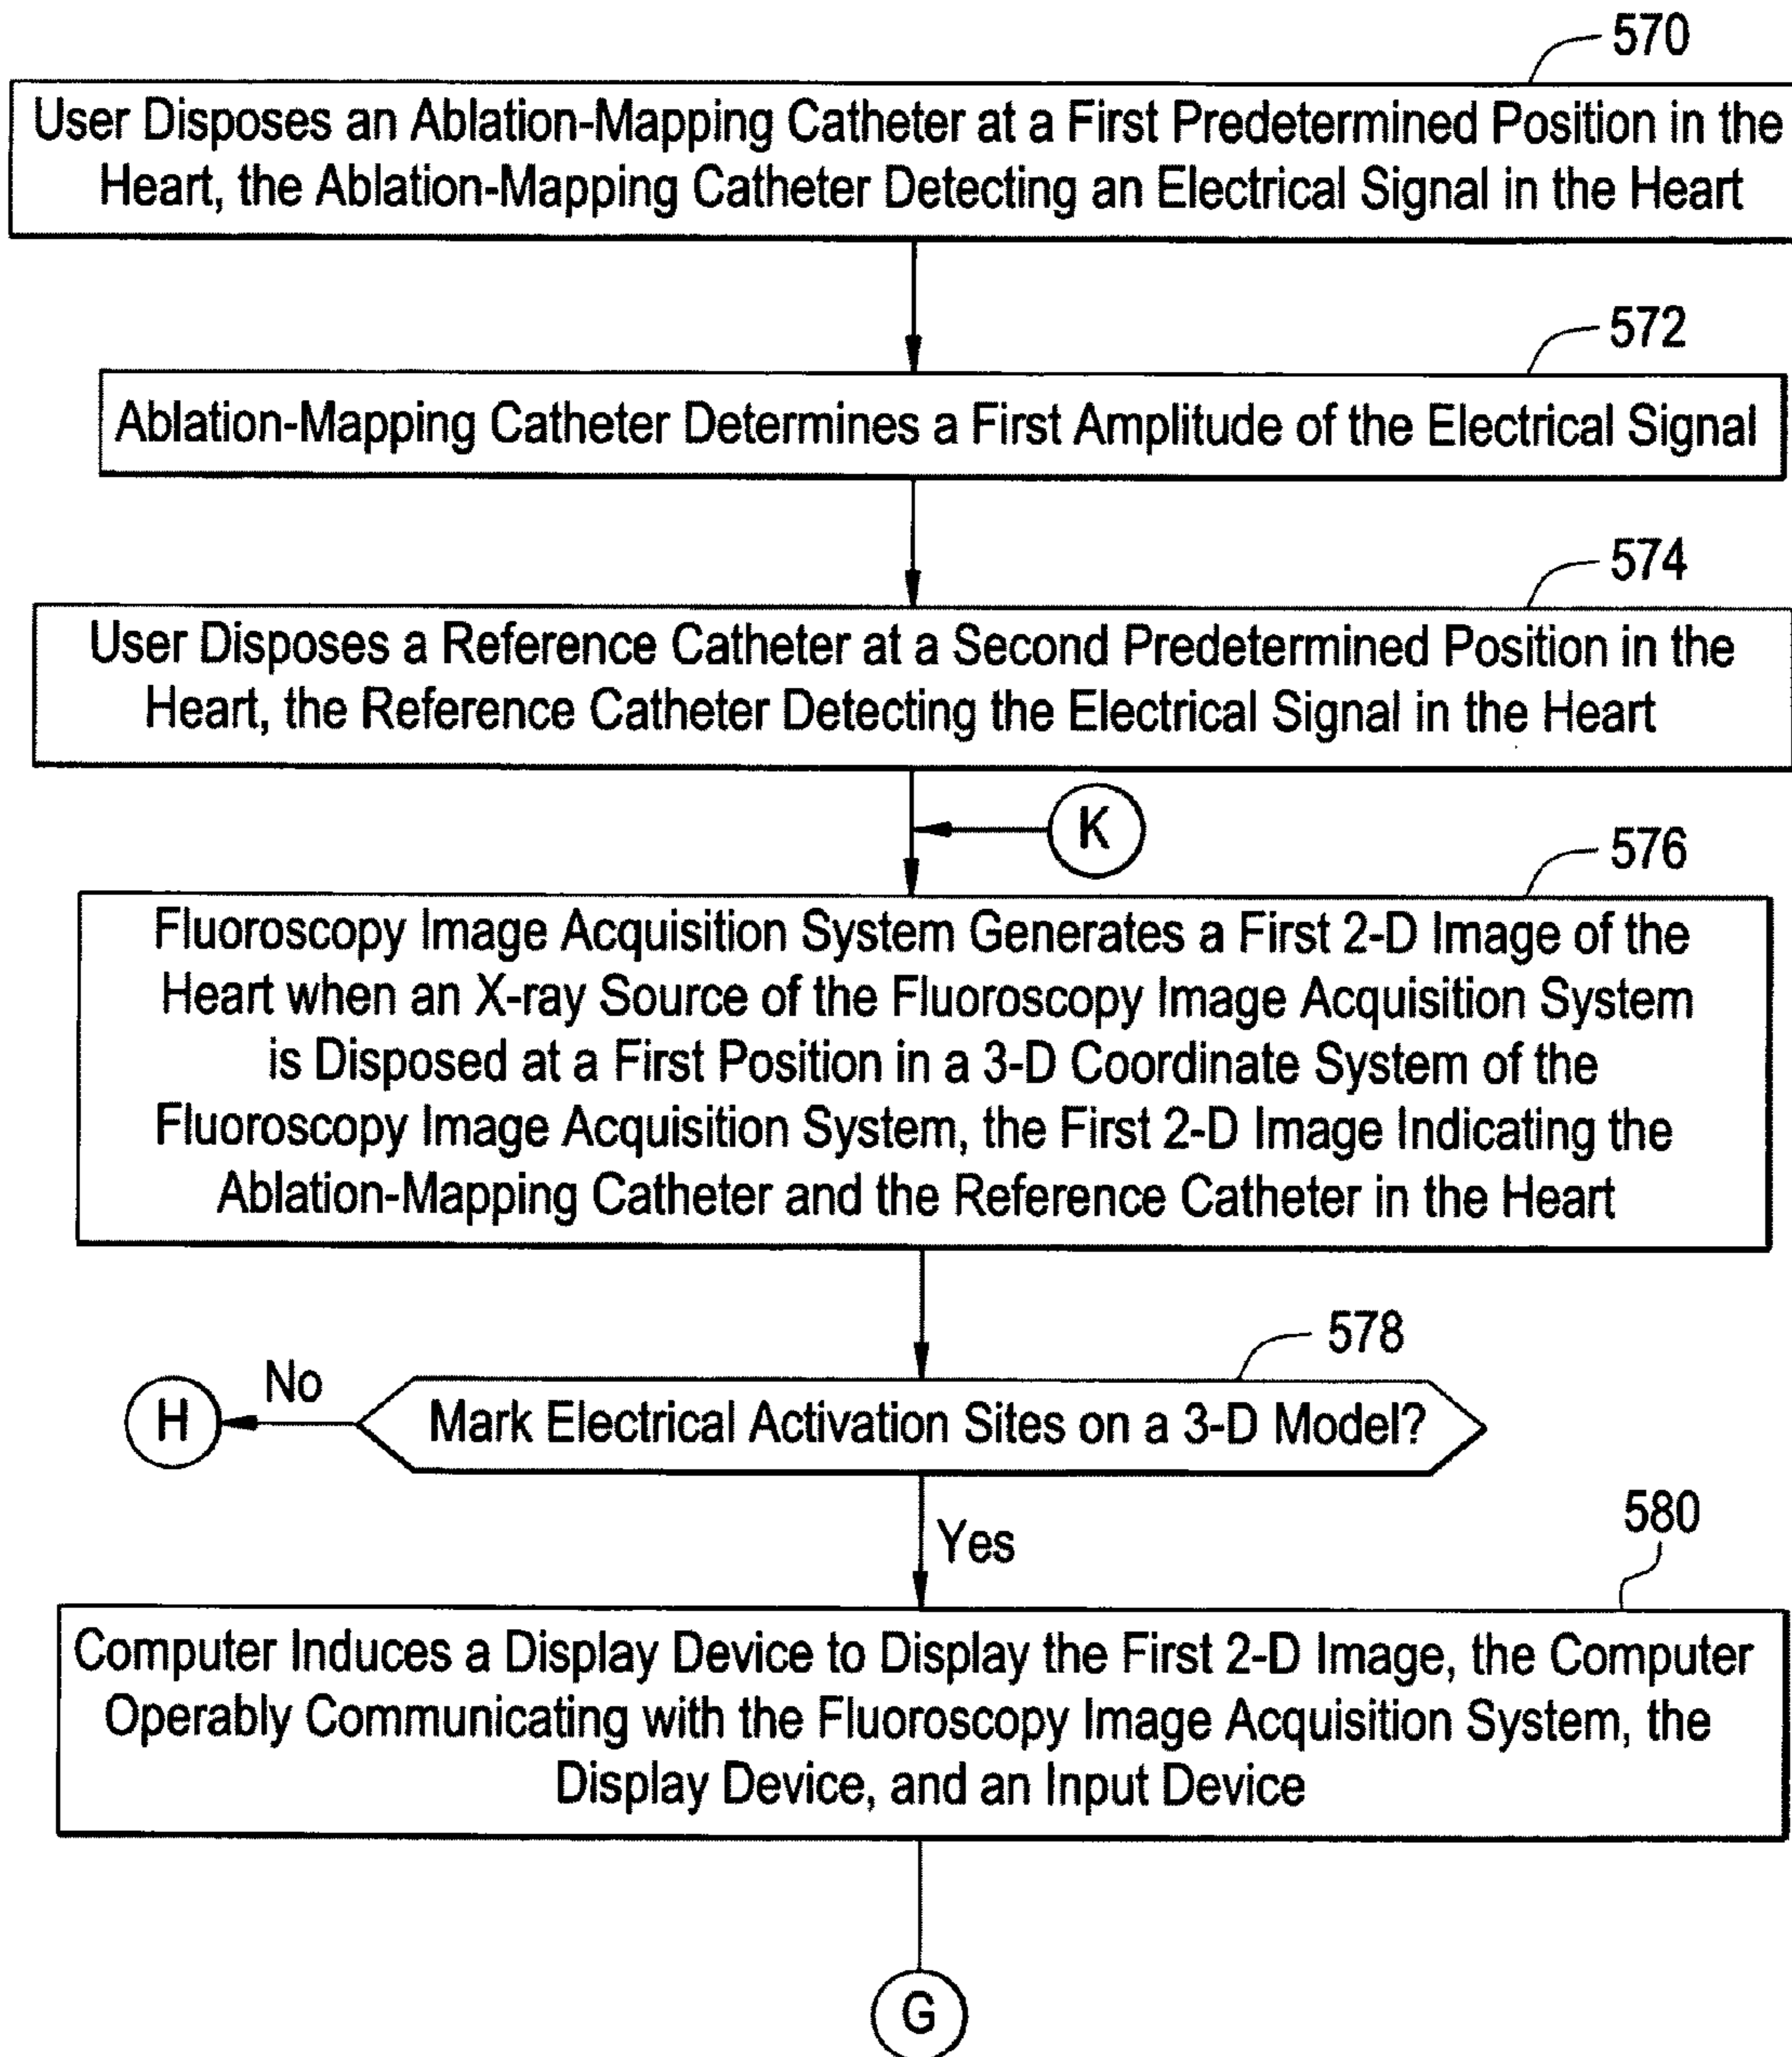 570
User Disposes an Ablation-Mapping Catheter at a First Predetermined Position in the
Heart, the Ablation-Mapping Catheter Detecting an Electrical Signal in the Heart
572
Ablation-Mapping Catheter Determines a First Amplitude of the Electrical Signal
574
User Disposes a Reference Catheter at a Second Predetermined Position in the
Heart, the Reference Catheter Detecting the Electrical Signal in the Heart
K
576
Fluoroscopy Image Acquisition System Generates a First 2-D Image of the
Heart when an X-ray Source of the Fluoroscopy Image Acquisition System
is Disposed at a First Position in a 3-D Coordinate System of the
Fluoroscopy Image Acquisition System, the First 2-D Image Indicating the
Ablation-Mapping Catheter and the Reference Catheter in the Heart
578
H
No
Mark Electrical Activation Sites on a 3-D Model?
Yes
580
Computer Induces a Display Device to Display the First 2-D Image, the Computer
Operably Communicating with the Fluoroscopy Image Acquisition System, the
Display Device, and an Input Device
G